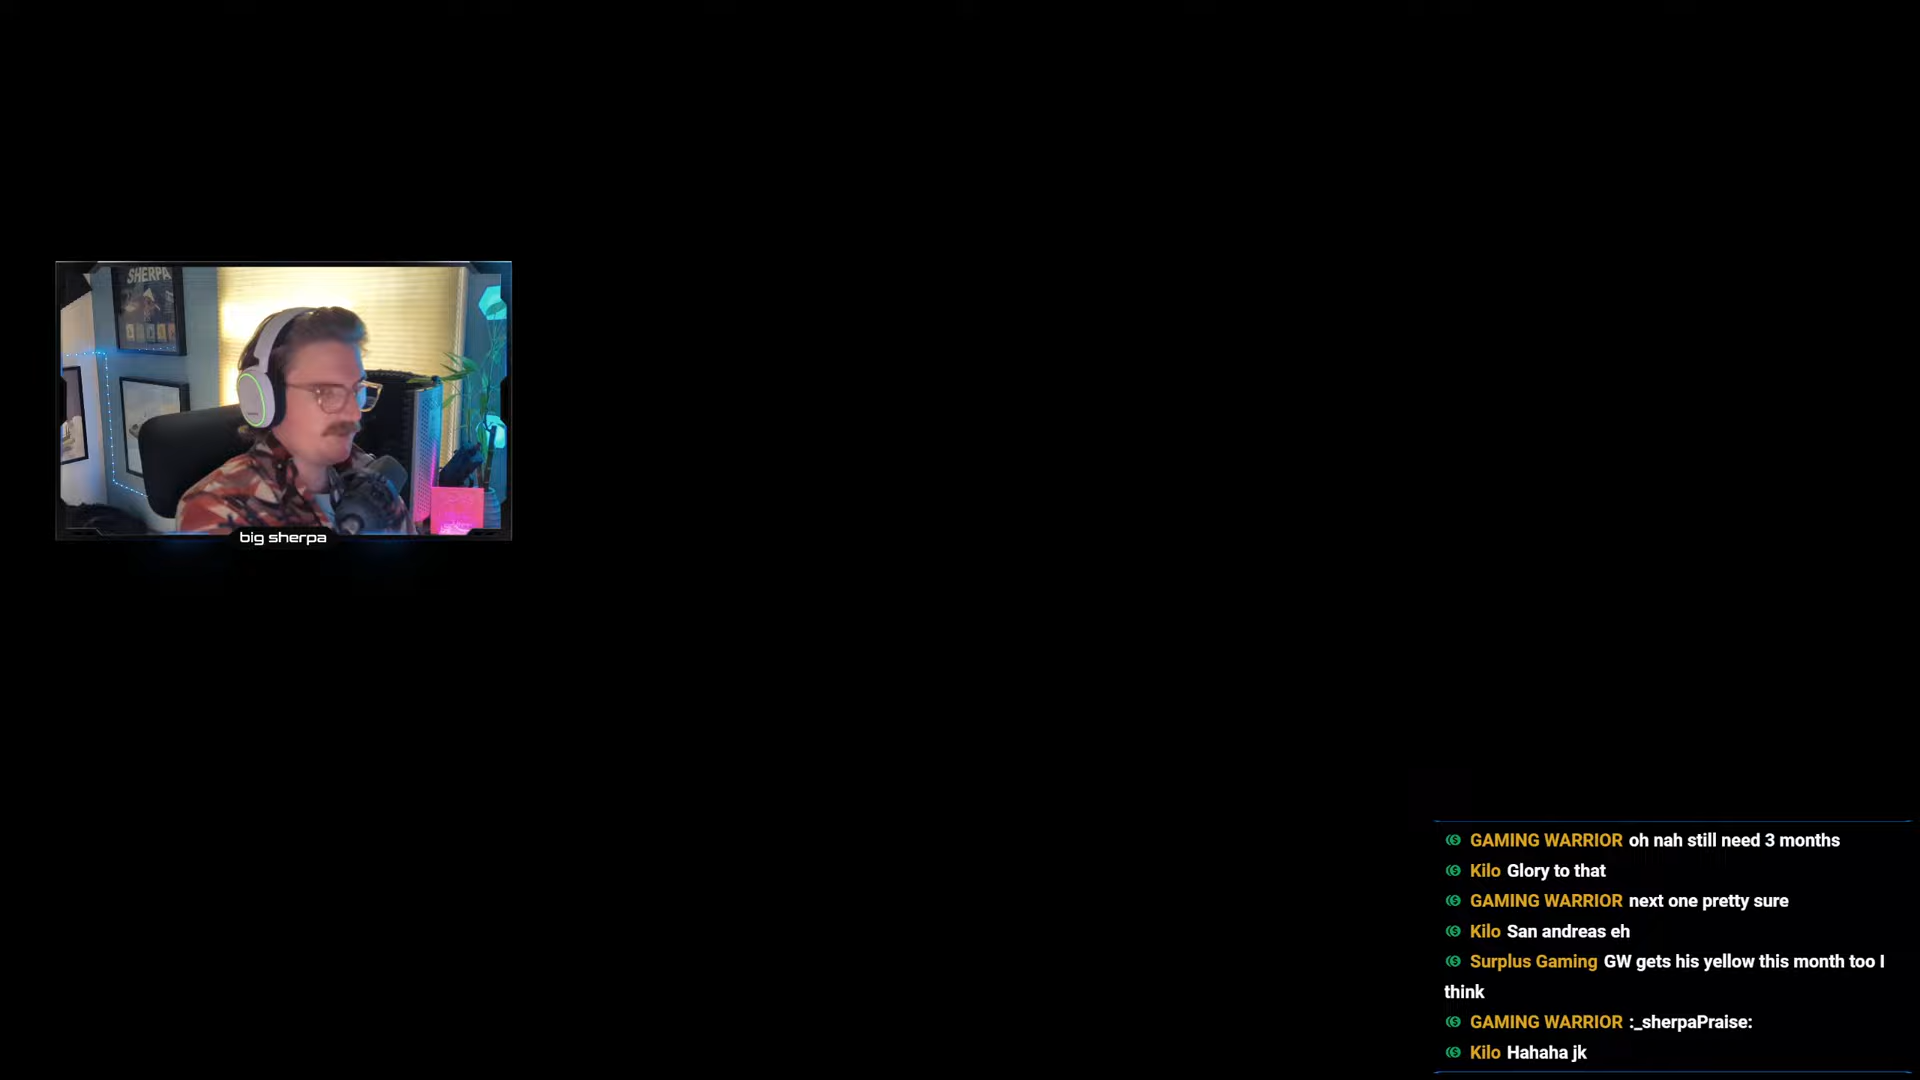 SHERPA
big sherpa
GAMING WARRIOR oh nah still need 3 months
Kilo Glory to that
GAMING WARRIOR next one pretty sure
Kilo San andreas eh
Surplus Gaming GW gets his yellow this month too I
think
GAMING WARRIOR :_sherpaPraise:
Kilo Hahaha jk